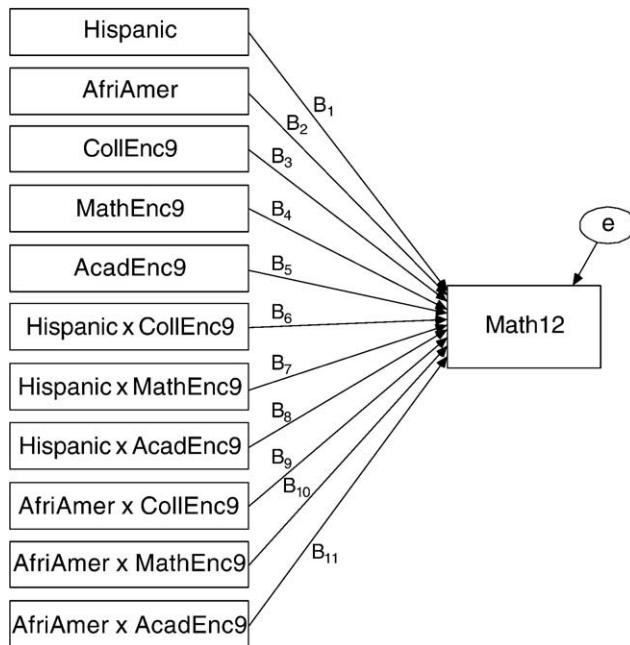 Hispanic
AfriAmer
CollEnc9
MathEnc9
AcadEnc9
Hispanic x CollEnc9
Hispanic x MathEnc9
Hispanic x AcadEnc9
AfriAmer x CollEnc9
AfriAmer x MathEnc9
AfriAmer x AcadEnc9
B1
B2
B3
B4
B5
B6
B7
B8
B9
B10
B11
e
Math12